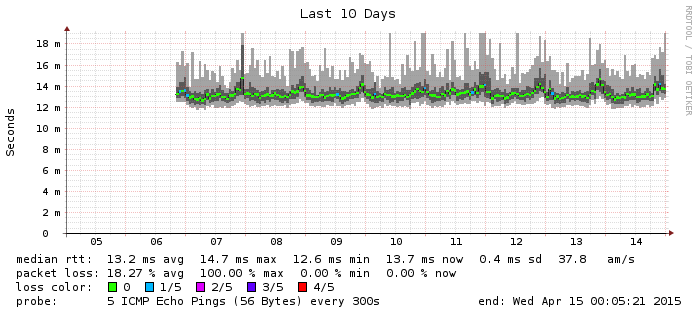 Last 10 Days
RRDTOOL / TOBI OETIKER
Seconds
18 m
16 m
14 m
12 m
10 m
8 m
6 m
4 m
2 m
0
05 06 07 08 09 10 11 12 13 14
median rtt: 13.2 ms avg 14.7 ms max 12.6 ms min 13.7 ms now 0.4 ms sd 37.8 am/s
packet loss: 18.27 % avg 100.00 % max 0.00 % min 0.00 % now
loss color: 0 1/5 2/5 3/5 4/5
probe: 5 ICMP Echo Pings (56 Bytes) every 300s end: Wed Apr 15 00:05:21 2015